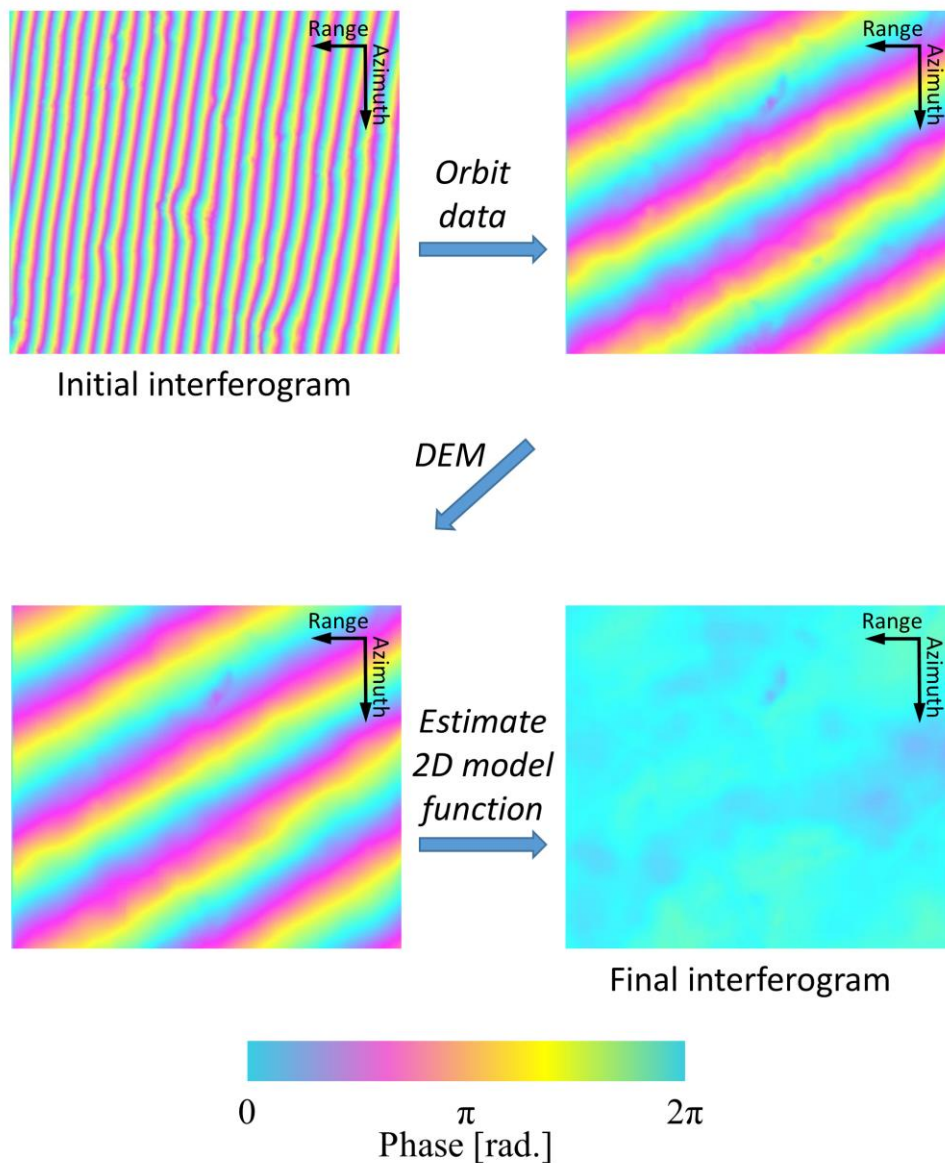 Range
Azimuth
Range
Azimuth
Orbit
data
Initial interferogram
DEM
Range
Azimuth
Range
Azimuth
Estimate
2D model
function
Final interferogram
0 π 2π
Phase [rad.]